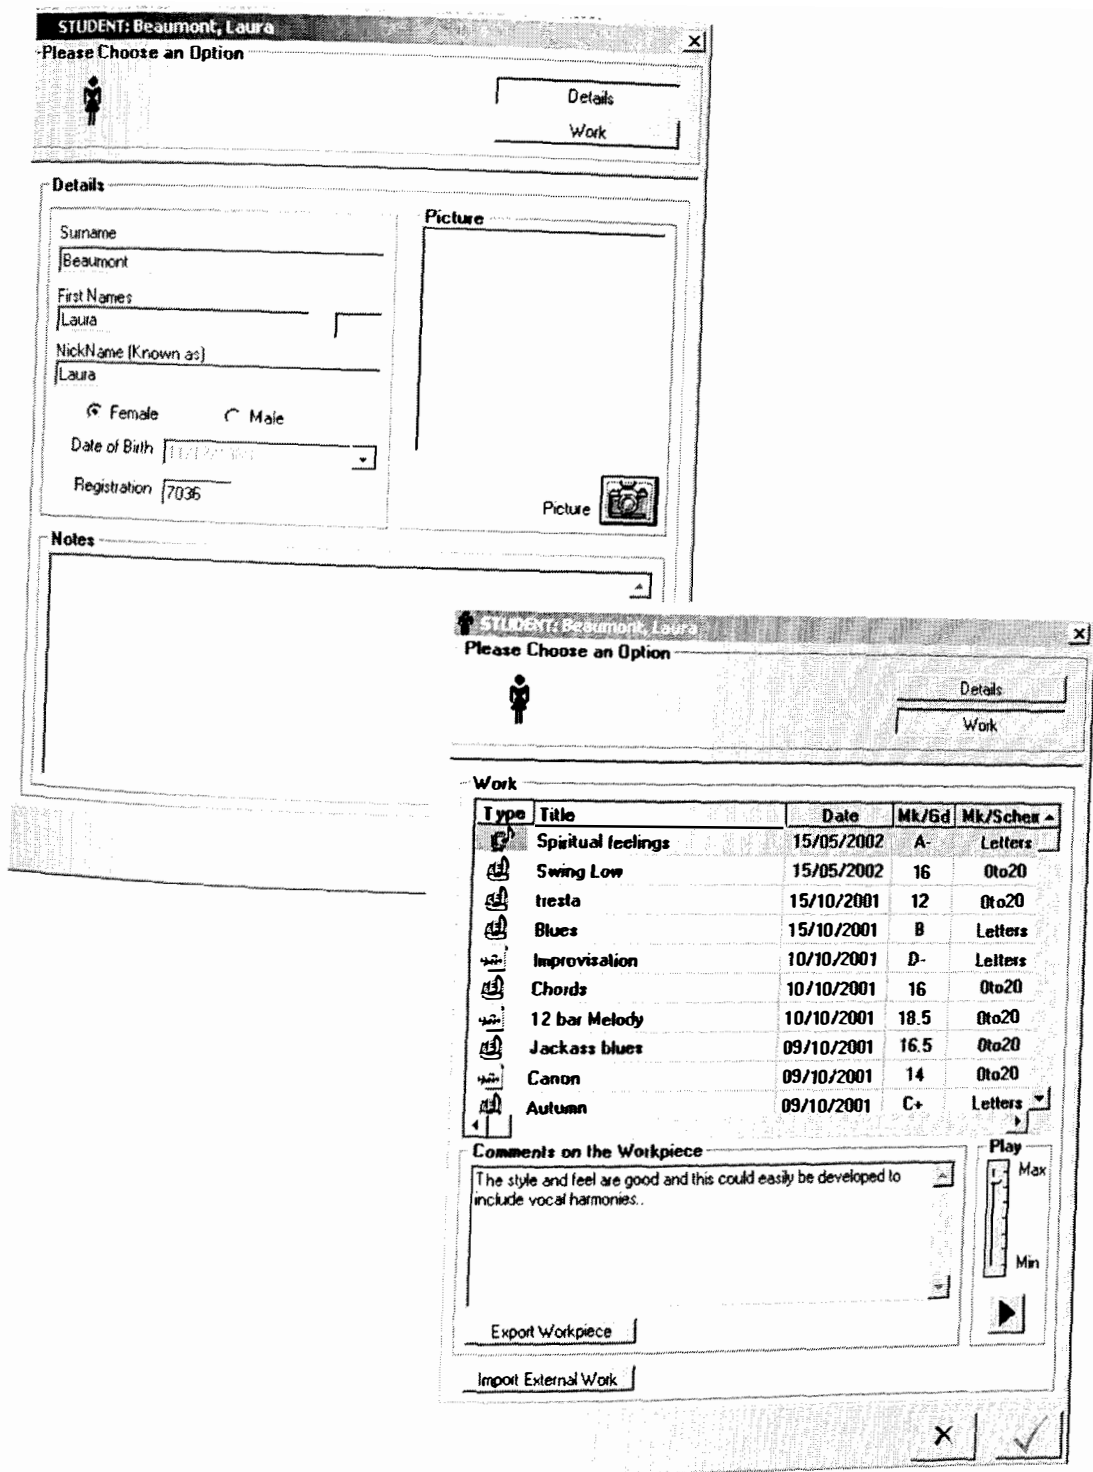 STUDENT: Beaumont, Laura
Please Choose an Option
Details
Work
Details
Surname
Beaumont
First Names
Laura
NickName (Known as)
Laura
Female Male
Date of Birth
Registration 7036
Picture
Picture
Notes
STUDENT: Beaumont, Laura
Please Choose an Option
Details
Work
Work
Type Title Date Mk/Gd Mk/Schem
Spiritual feelings 15/05/2002 A- Letters
Swing Low 15/05/2002 16 0to20
tresta 15/10/2001 12 0to20
Blues 15/10/2001 B Letters
Improvisation 10/10/2001 D- Letters
Chords 10/10/2001 16 0to20
12 bar Melody 10/10/2001 18.5 0to20
Jackass blues 09/10/2001 16.5 0to20
Canon 09/10/2001 14 0to20
Autumn 09/10/2001 C+ Letters
Comments on the Workpiece
The style and feel are good and this could easily be developed to
include vocal harmonies..
Export Workpiece
Play
Max
Min
Import External Work